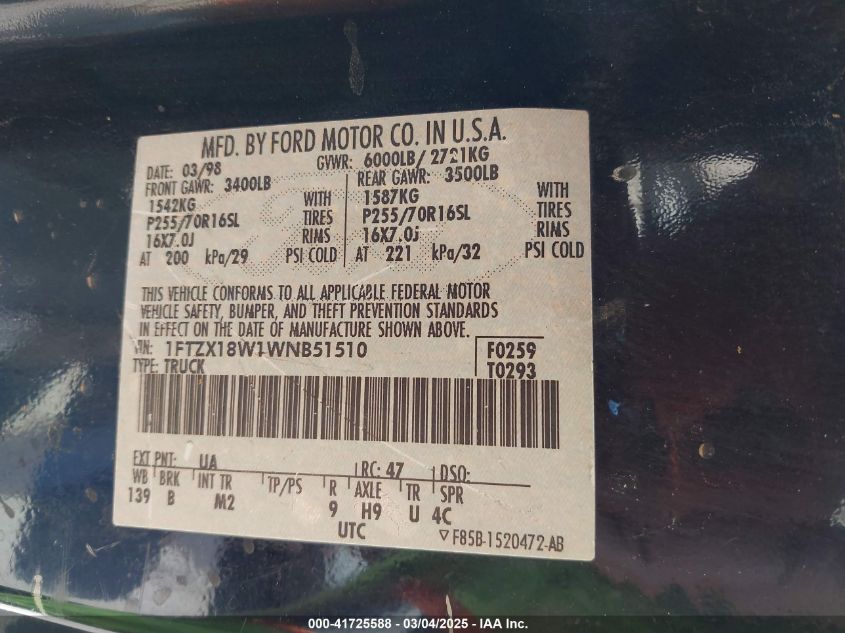 MFD. BY FORD MOTOR CO. IN U.S.A.
DATE: 03/98 GVWR: 6000LB/ 2721KG
FRONT GAWR: 3400LB REAR GAWR: 3500LB
1542KG WITH 1587KG WITH
P255/70R16SL TIRES P255/70R16SL TIRES
16X7.0J RIMS 16X7.0J RIMS
AT 200 kPa/29 PSI COLD AT 221 kPa/32 PSI COLD
THIS VEHICLE CONFORMS TO ALL APPLICABLE FEDERAL MOTOR
VEHICLE SAFETY, BUMPER, AND THEFT PREVENTION STANDARDS
IN EFFECT ON THE DATE OF MANUFACTURE SHOWN ABOVE.
VIN: 1FTZX18W1WNB51510 F0259
TYPE: TRUCK T0293
EXT PNT: UA RC: 47 DSO:
WB BRK INT TR TP/PS R AXLE TR SPR
139 B M2 9 H9 U 4C
UTC ▽F85B-1520472-AB
000-41725588 - 03/04/2025 - IAA Inc.